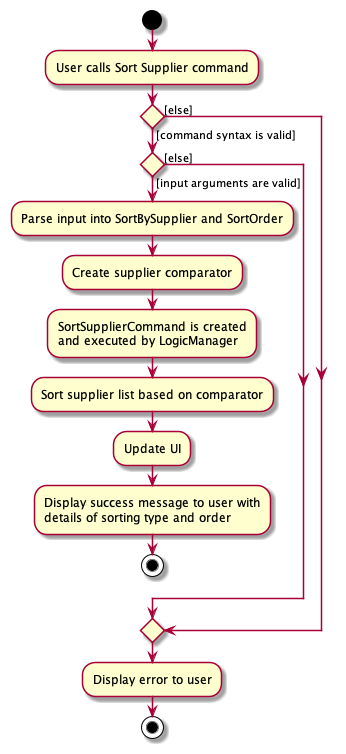 User calls Sort Supplier command
[else]
[command syntax is valid]
[else]
[input arguments are valid]
Parse input into SortBySupplier and SortOrder
Create supplier comparator
SortSupplierCommand is created
and executed by LogicManager
Sort supplier list based on comparator
Update UI
Display success message to user with
details of sorting type and order
Display error to user